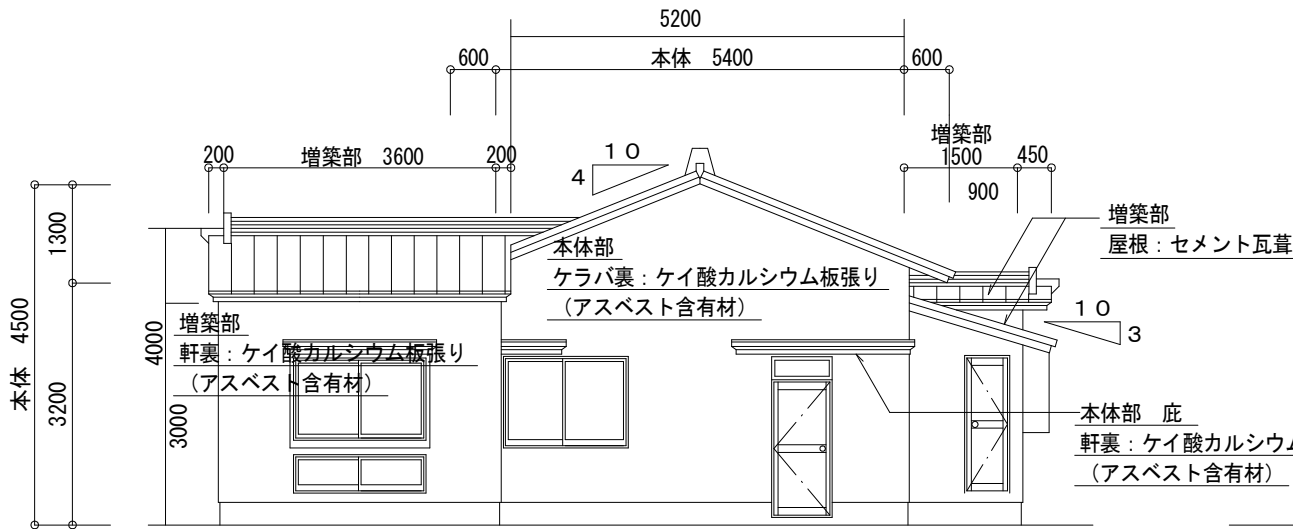 5200
600 本体 5400 600
200 増築部 3600 200
10
4
増築部
1500 450
900
増築部
屋根：セメント瓦葺
本体部
ケラバ裏：ケイ酸カルシウム板張り
（アスベスト含有材）
10
3
増築部
軒裏：ケイ酸カルシウム板張り
（アスベスト含有材）
本体部 庇
軒裏：ケイ酸カルシウム
（アスベスト含有材）
本体 4500
1300
3200
4000
3000